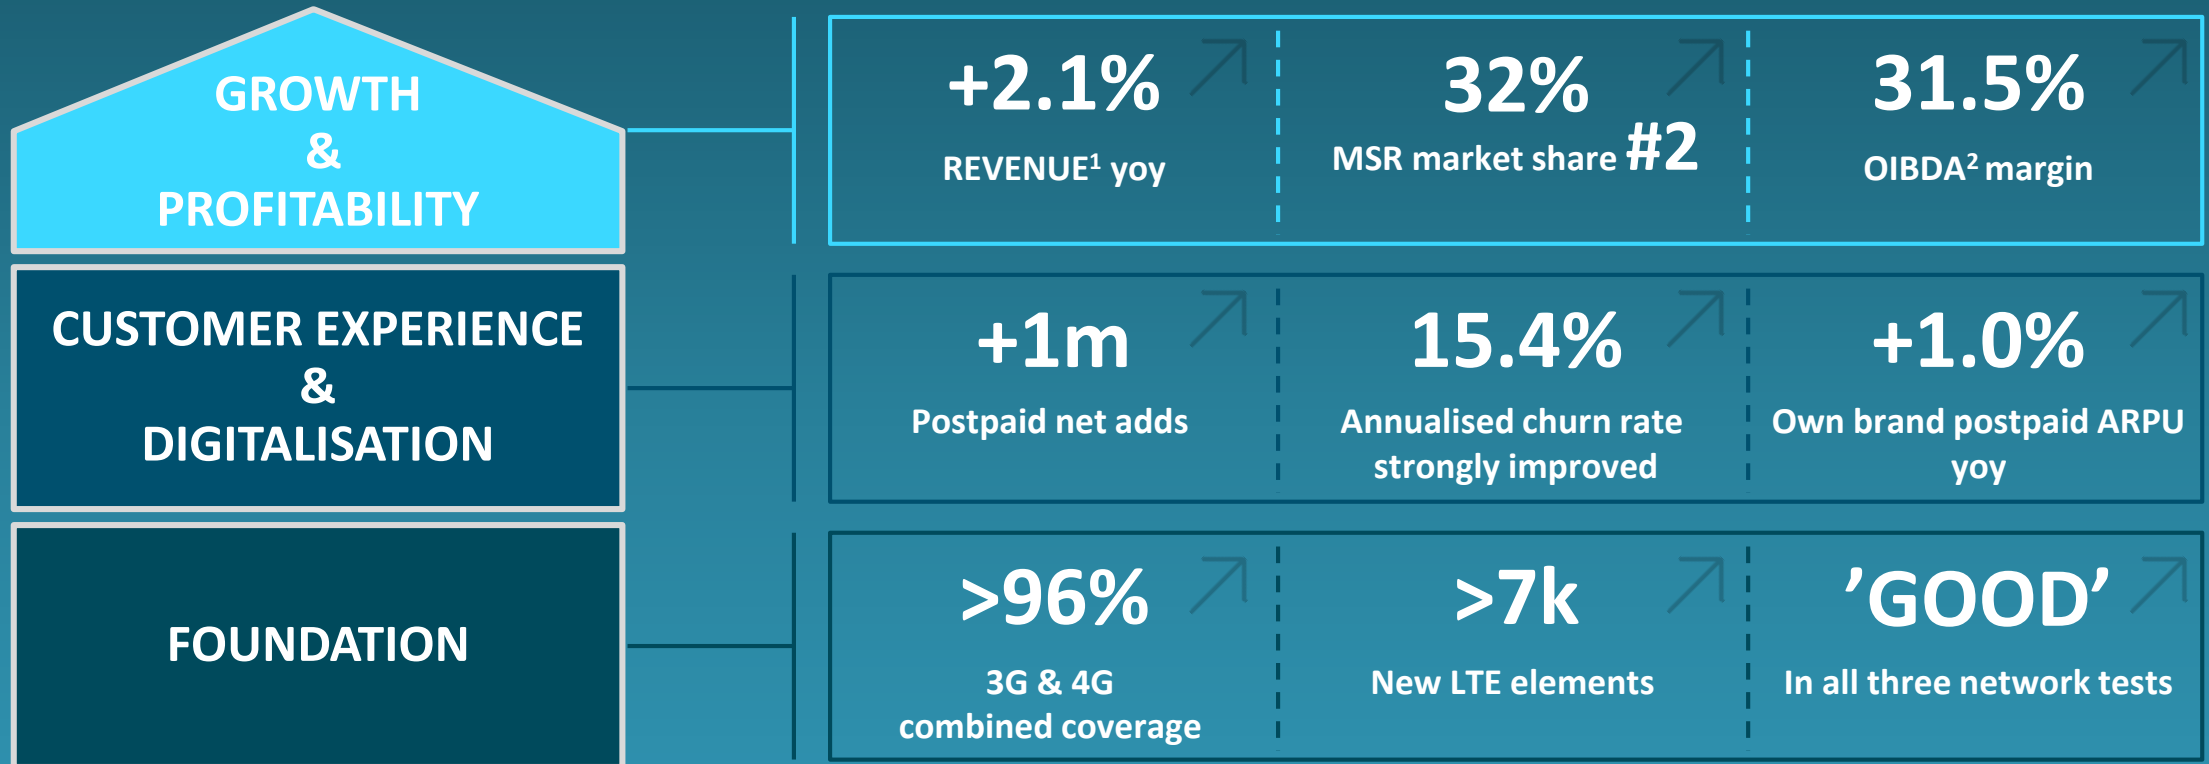 GROWTH
&
PROFITABILITY
+2.1%
REVENUE¹ yoy
32%
MSR market share #2
31.5%
OIBDA² margin
CUSTOMER EXPERIENCE
&
DIGITALISATION
+1m
Postpaid net adds
15.4%
Annualised churn rate
strongly improved
+1.0%
Own brand postpaid ARPU
yoy
FOUNDATION
>96%
3G & 4G
combined coverage
>7k
New LTE elements
’GOOD’
In all three network tests